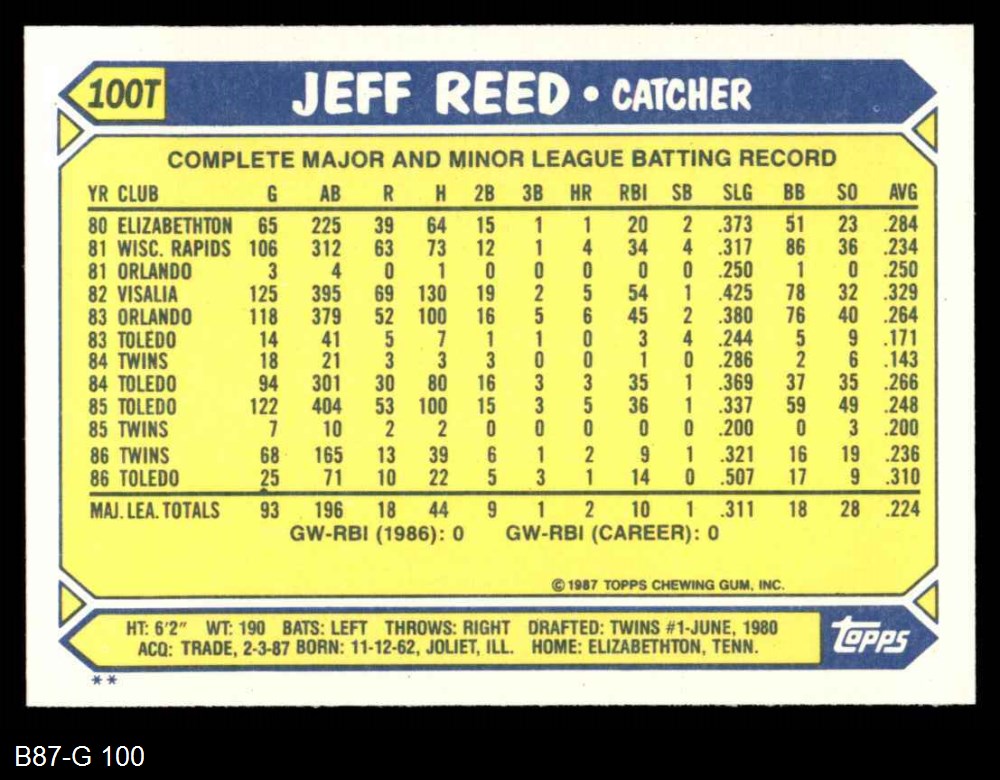 100T JEFF REED • CATCHER
COMPLETE MAJOR AND MINOR LEAGUE BATTING RECORD
YR CLUB G AB R H 2B 3B HR RBI SB SLG BB SO AVG
80 ELIZABETHTON 65 225 39 64 15 1 1 20 2 .373 51 23 .284
81 WISC. RAPIDS 106 312 63 73 12 1 4 34 4 .317 86 36 .234
81 ORLANDO 3 4 0 1 0 0 0 0 0 .250 1 0 .250
82 VISALIA 125 395 69 130 19 2 5 54 1 .425 78 32 .329
83 ORLANDO 118 379 52 100 16 5 6 45 2 .380 76 40 .264
83 TOLEDO 14 41 5 7 1 1 0 3 4 .244 5 9 .171
84 TWINS 18 21 3 3 3 0 0 1 0 .286 2 6 .143
84 TOLEDO 94 301 30 80 16 3 3 35 1 .369 37 35 .266
85 TOLEDO 122 404 53 100 15 3 5 36 1 .337 59 49 .248
85 TWINS 7 10 2 2 0 0 0 0 0 .200 0 3 .200
86 TWINS 68 165 13 39 6 1 2 9 1 .321 16 19 .236
86 TOLEDO 25 71 10 22 5 3 1 14 0 .507 17 9 .310
MAJ. LEA. TOTALS 93 196 18 44 9 1 2 10 1 .311 18 28 .224
GW-RBI (1986): 0 GW-RBI (CAREER): 0
© 1987 TOPPS CHEWING GUM, INC.
HT: 6'2" WT: 190 BATS: LEFT THROWS: RIGHT DRAFTED: TWINS #1-JUNE, 1980
ACQ: TRADE, 2-3-87 BORN: 11-12-62, JOLIET, ILL. HOME: ELIZABETHTON, TENN.
topps
**
B87-G 100